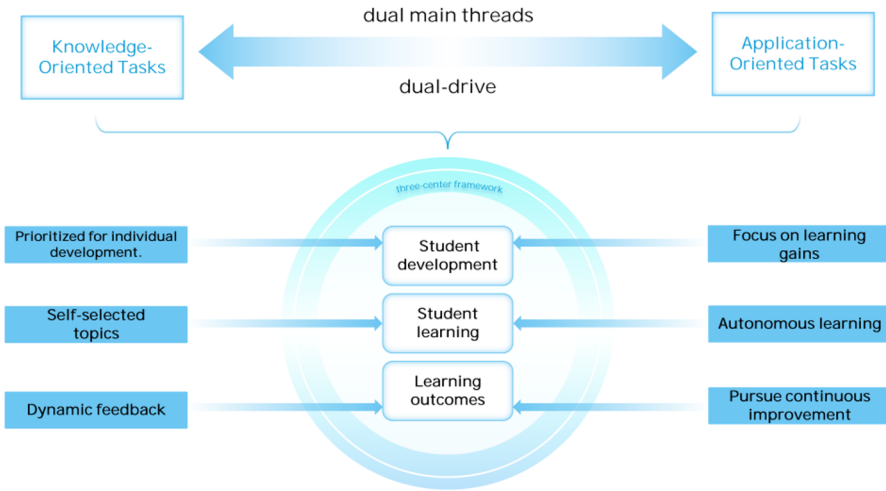 dual main threads
Knowledge-
Oriented Tasks
Application-
Oriented Tasks
dual-drive
three-center framework
Prioritized for individual
development.
Student
development
Focus on learning
gains
Self-selected
topics
Student
learning
Autonomous learning
Dynamic feedback
Learning
outcomes
Pursue continuous
improvement